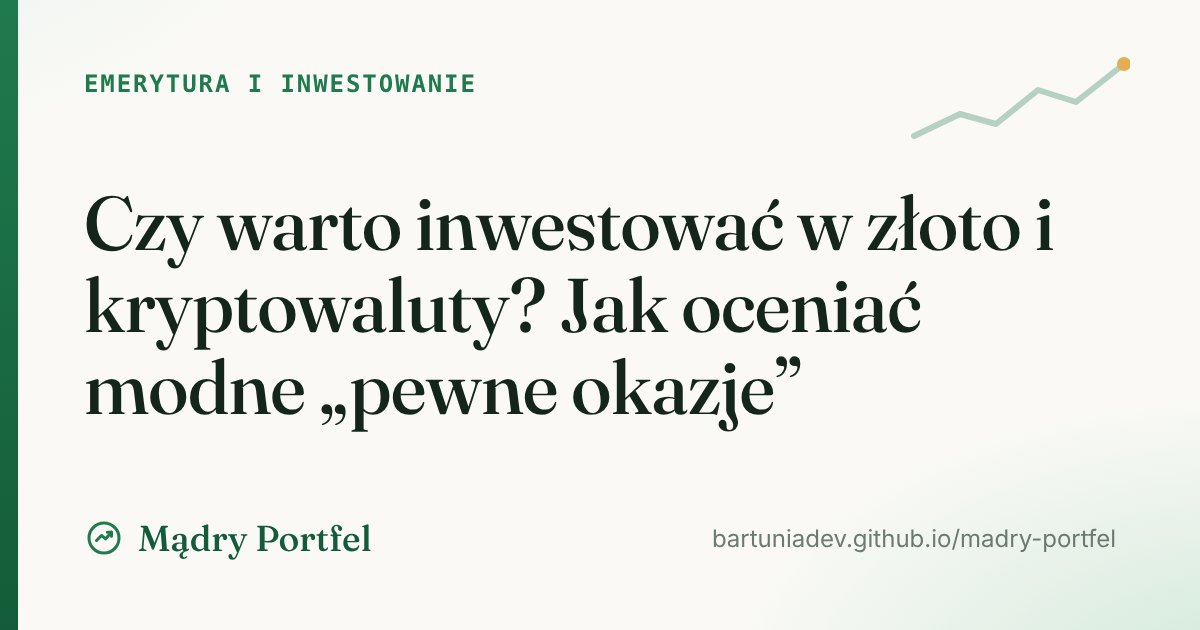 EMERYTURA I INWESTOWANIE
Czy warto inwestować w złoto i
kryptowaluty? Jak oceniać
modne „pewne okazje”
Mądry Portfel
bartuniadev.github.io/madry-portfel